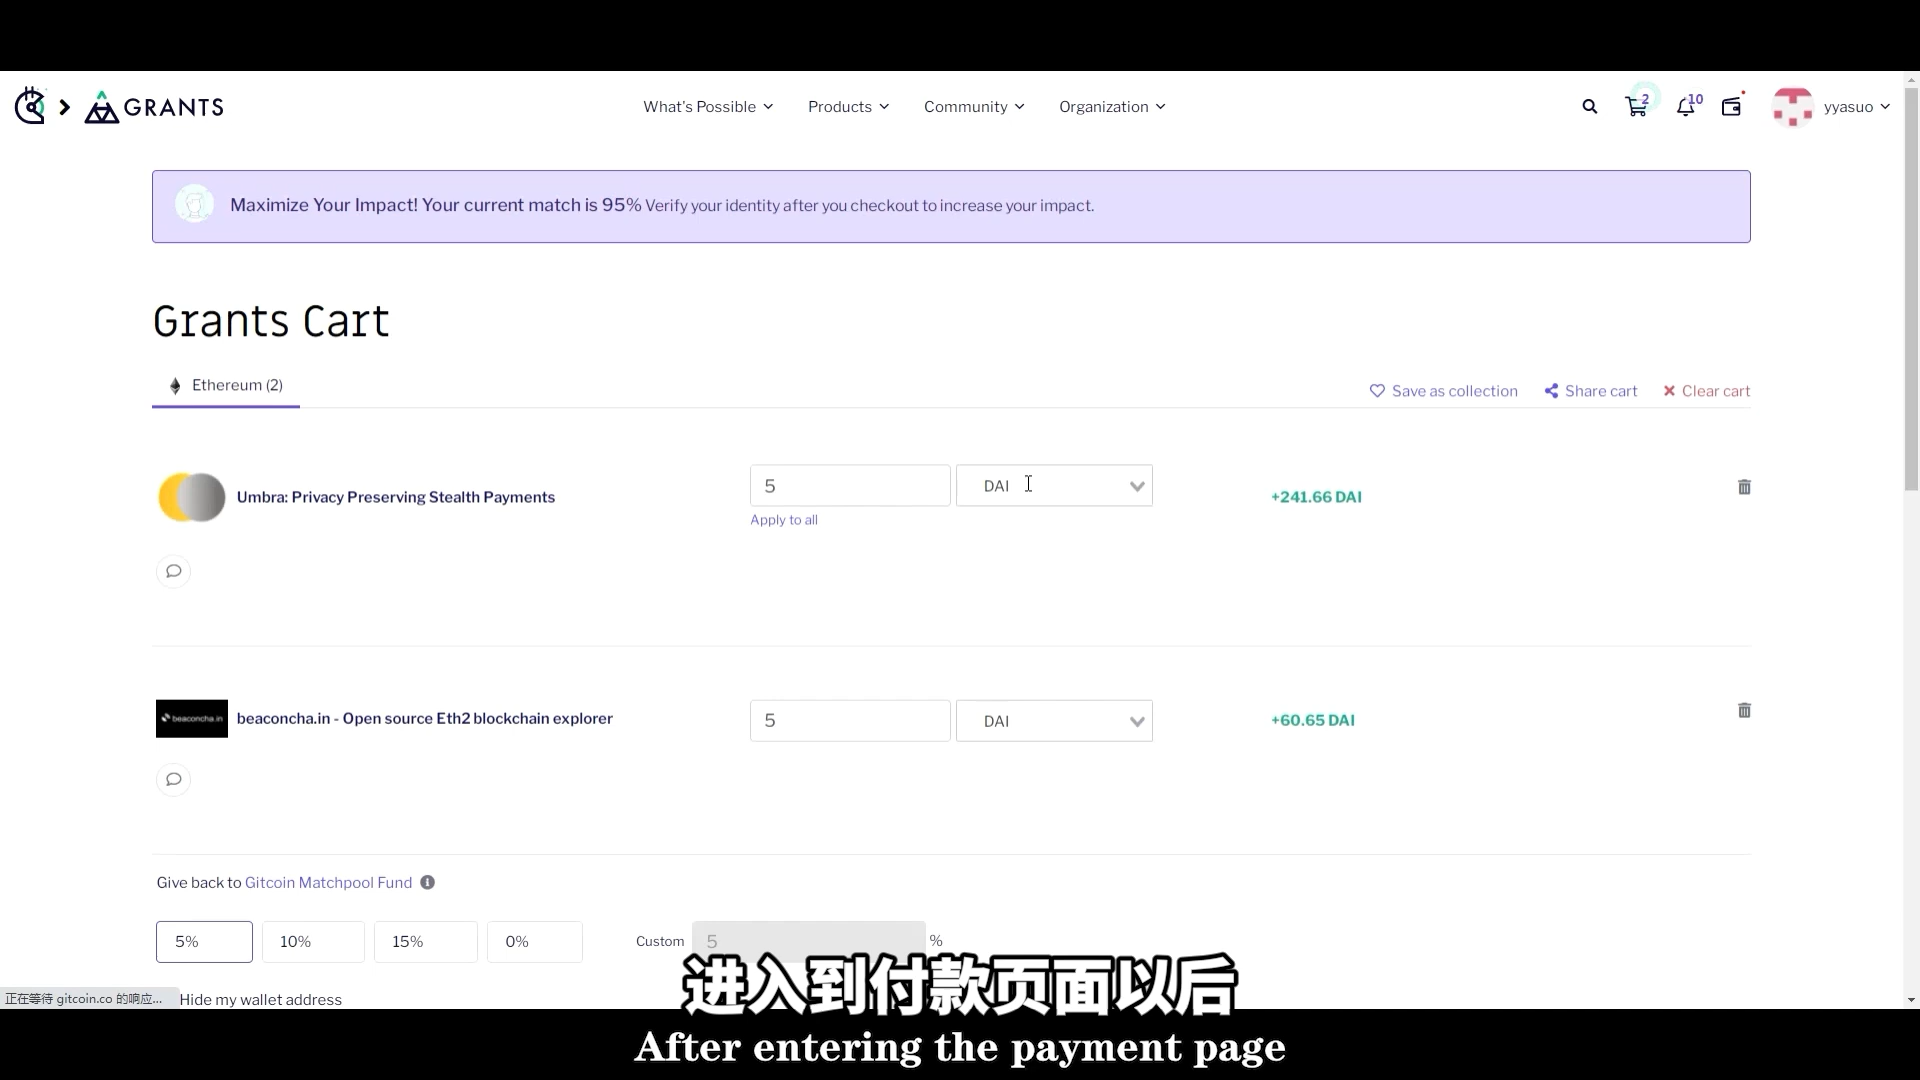 GRANTS
What's Possible
Products
Community
Organization
2
10
yyasuo
Maximize Your Impact! Your current match is 95% Verify your identity after you checkout to increase your impact.
Grants Cart
Ethereum (2)
Save as collection
Share cart
Clear cart
Umbra: Privacy Preserving Stealth Payments
5
DAI
+241.66 DAI
Apply to all
beaconcha.in
beaconcha.in - Open source Eth2 blockchain explorer
5
DAI
+60.65 DAI
Give back to Gitcoin Matchpool Fund
5%
10%
15%
0%
Custom
5
%
正在等待 gitcoin.co 的响应...
Hide my wallet address
进入到付款页面以后
After entering the payment page